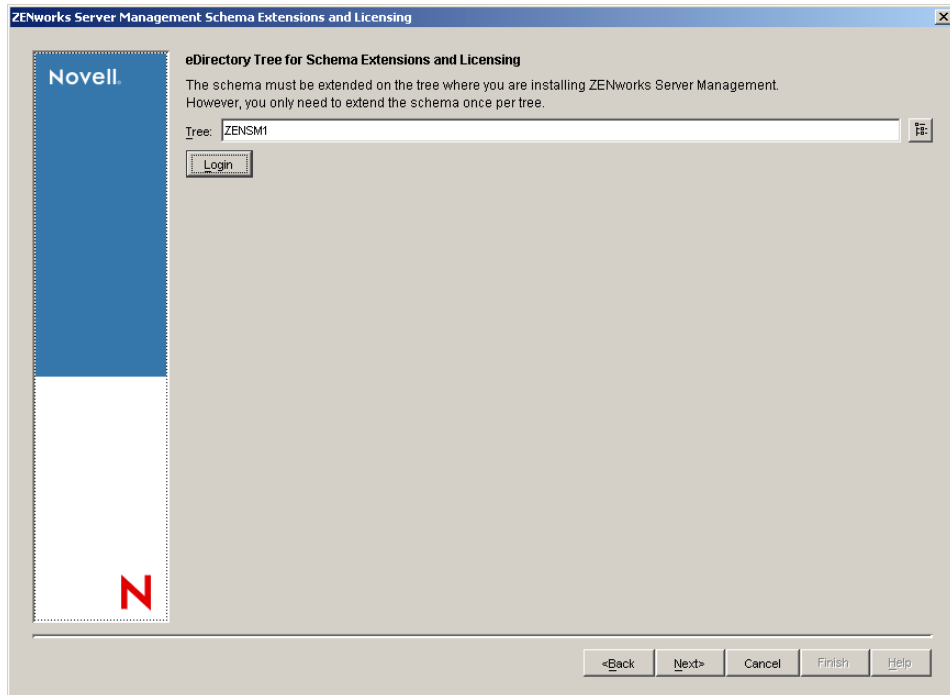 ZENworks Server Management Schema Extensions and Licensing
Novell.
eDirectory Tree for Schema Extensions and Licensing
The schema must be extended on the tree where you are installing ZENworks Server Management.
However, you only need to extend the schema once per tree.
Tree: ZENSM1
Login
N
<Back Next> Cancel Finish Help